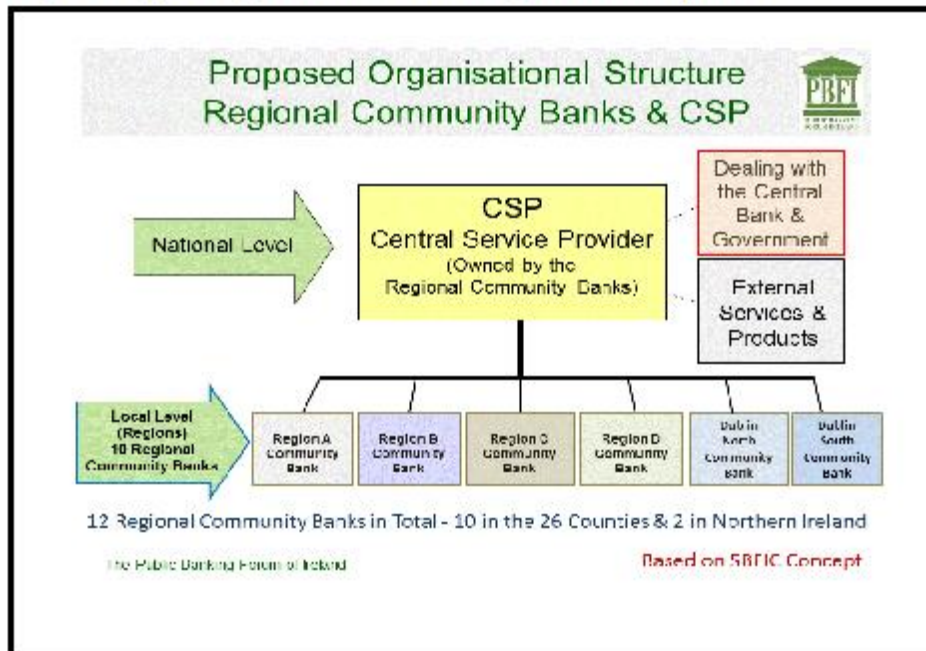 Proposed Organisational Structure
Regional Community Banks & CSP
PBFI
Dealing with
the Central
Bank &
Government
CSP
Central Service Provider
(Owned by the
Regional Community Banks)
National Level
External
Services &
Products
Local Level
(Regions)
10 Regional
Community Banks
Region A
Community
Bank
Region B
Community
Bank
Region C
Community
Bank
Region D
Community
Bank
Dublin
North
Community
Bank
Dublin
South
Community
Bank
12 Regional Community Banks in Total - 10 in the 26 Counties & 2 in Northern Ireland
The Public Banking Forum of Ireland
Based on SBFIC Concept